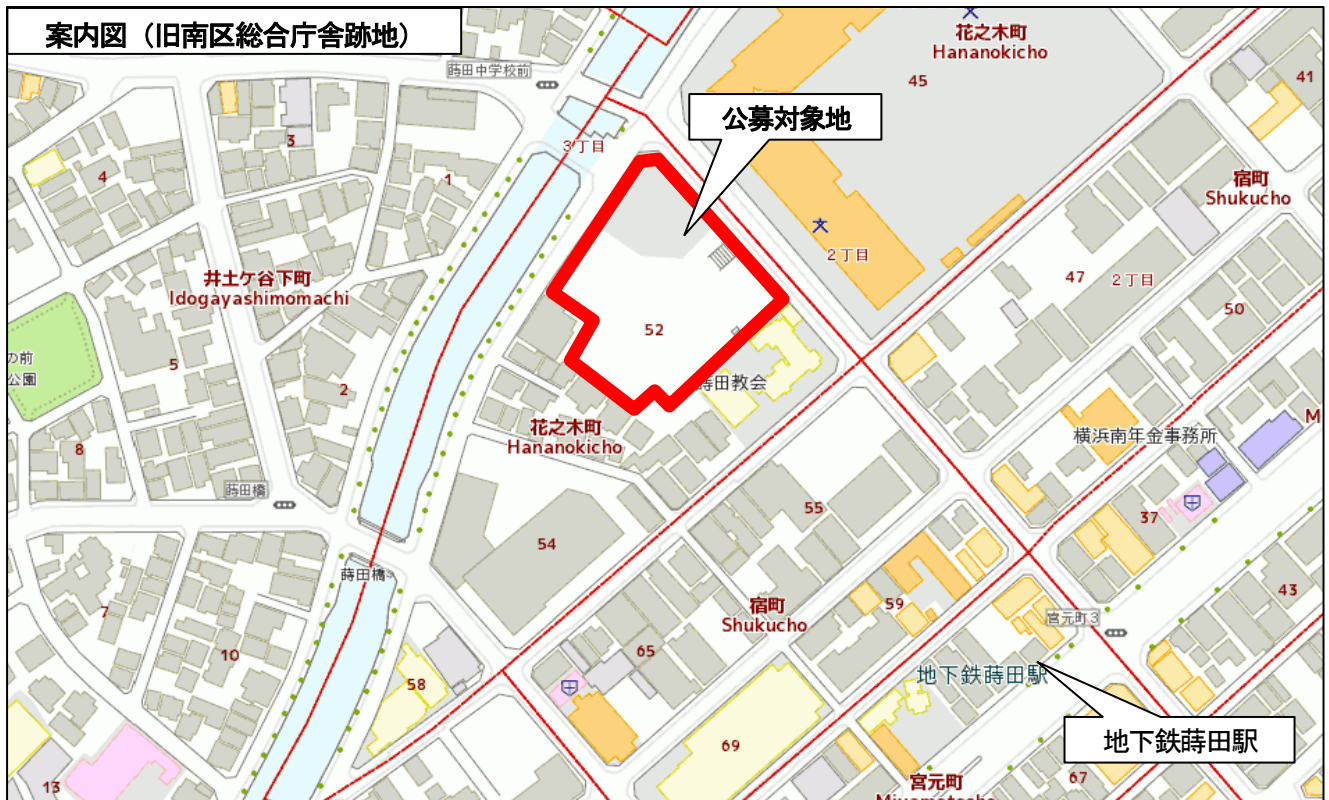 案内図（旧南区総合庁舎跡地）
花之木町
Hananokicho
45
41
蒔田中学校前
公募対象地
3
3丁目
4
1
宿町
Shukucho
2丁目
井土ケ谷下町
Idogayashimomachi
47
2丁目
50
52
の前
公園
5
2
蒔田教会
花之木町
Hananokicho
横浜南年金事務所
M
8
蒔田橋
55
37
54
蒔田橋
43
7
宿町
Shukucho
59
宮元町3
10
65
地下鉄蒔田駅
58
地下鉄蒔田駅
69
13
宮元町
67